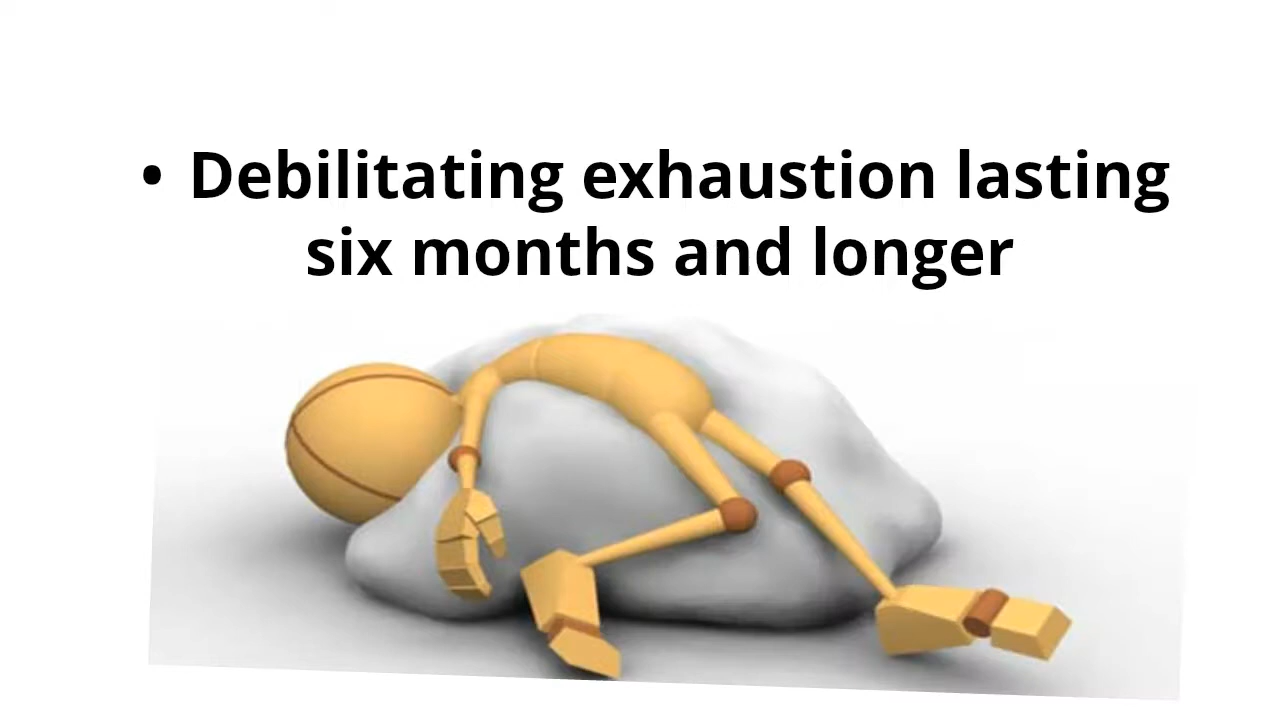 • Debilitating exhaustion lasting
six months and longer